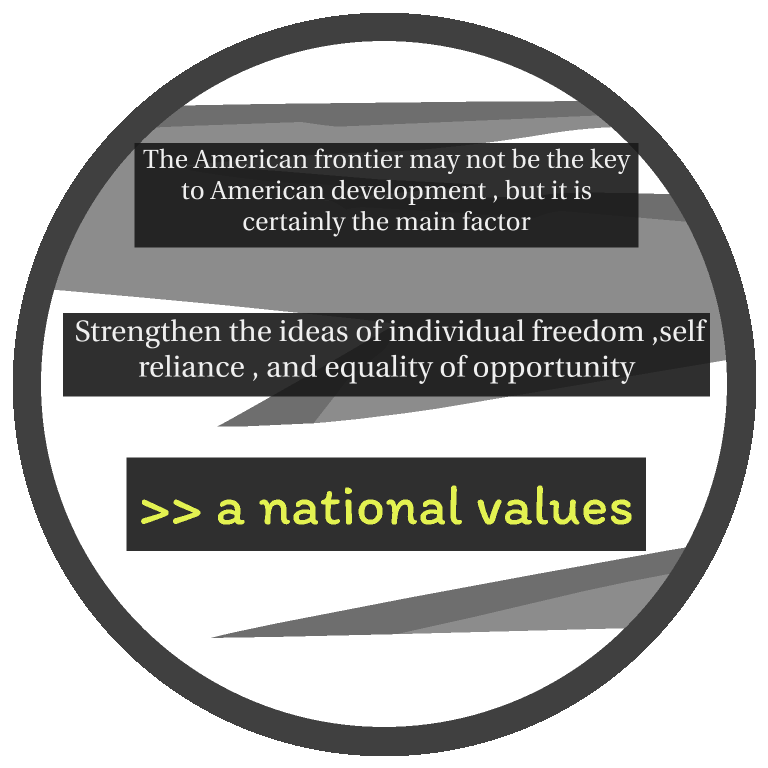 The American frontier may not be the key
to American development , but it is
certainly the main factor
Strengthen the ideas of individual freedom ,self
reliance , and equality of opportunity
>> a national values